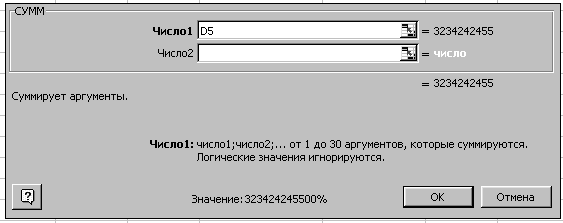 СУММ
Число1 D5 = 3234242455
Число2 = число
= 3234242455
Суммирует аргументы.
Число1: число1;число2;... от 1 до 30 аргументов, которые суммируются.
Логические значения игнорируются.
? Значение:323424245500% ОК Отмена